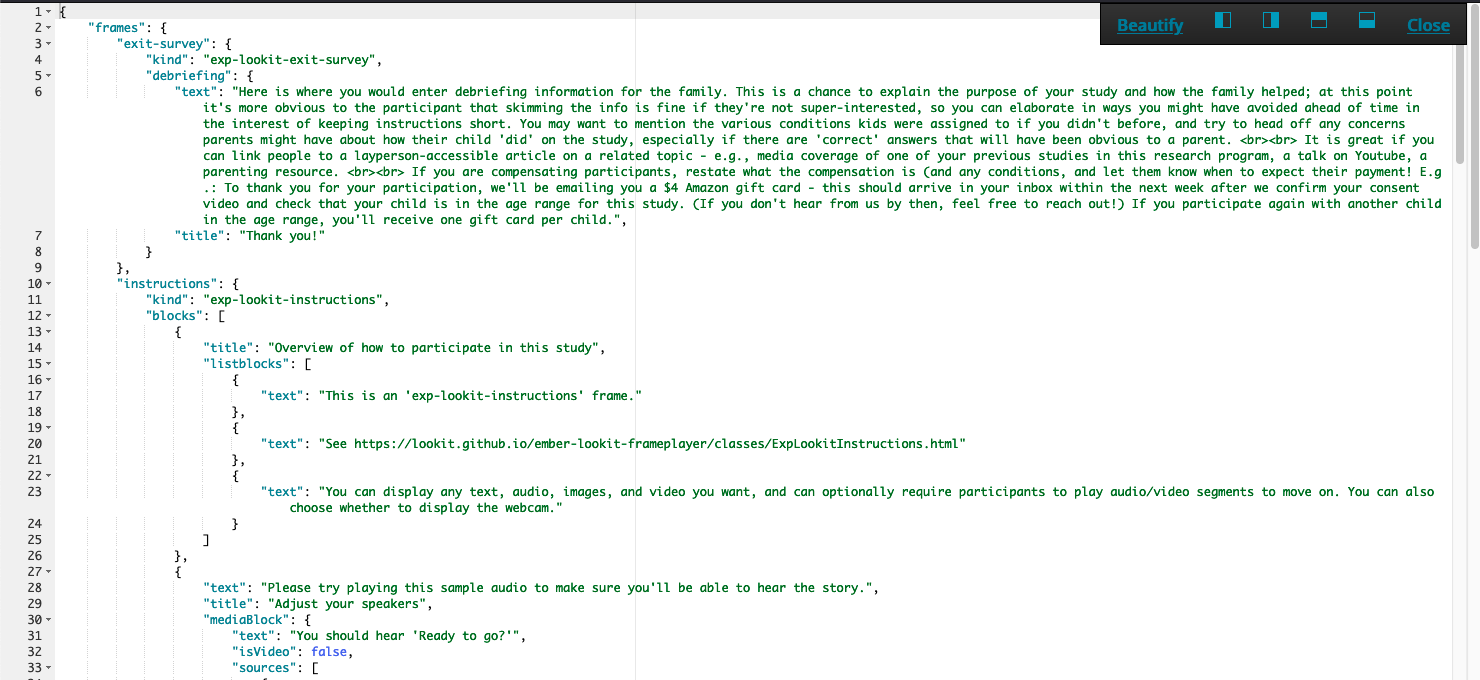 Beautify Close
1 {
2 "frames": {
3 "exit-survey": {
4 "kind": "exp-lookit-exit-survey",
5 "debriefing": {
6 "text": "Here is where you would enter debriefing information for the family. This is a chance to explain the purpose of your study and how the family helped; at this point
it's more obvious to the participant that skimming the info is fine if they're not super-interested, so you can elaborate in ways you might have avoided ahead of time in
the interest of keeping instructions short. You may want to mention the various conditions kids were assigned to if you didn't before, and try to head off any concerns
parents might have about how their child 'did' on the study, especially if there are 'correct' answers that will have been obvious to a parent. <br><br> It is great if you
can link people to a layperson-accessible article on a related topic - e.g., media coverage of one of your previous studies in this research program, a talk on Youtube, a
parenting resource. <br><br> If you are compensating participants, restate what the compensation is (and any conditions, and let them know when to expect their payment! E.g
.: To thank you for your participation, we'll be emailing you a $4 Amazon gift card - this should arrive in your inbox within the next week after we confirm your consent
video and check that your child is in the age range for this study. (If you don't hear from us by then, feel free to reach out!) If you participate again with another child
in the age range, you'll receive one gift card per child.",
7 "title": "Thank you!"
8 }
9 },
10 "instructions": {
11 "kind": "exp-lookit-instructions",
12 "blocks": [
13 {
14 "title": "Overview of how to participate in this study",
15 "listblocks": [
16 {
17 "text": "This is an 'exp-lookit-instructions' frame."
18 },
19 {
20 "text": "See https://lookit.github.io/ember-lookit-frameplayer/classes/ExpLookitInstructions.html"
21 },
22 {
23 "text": "You can display any text, audio, images, and video you want, and can optionally require participants to play audio/video segments to move on. You can also
choose whether to display the webcam."
24 }
25 ]
26 },
27 {
28 "text": "Please try playing this sample audio to make sure you'll be able to hear the story.",
29 "title": "Adjust your speakers",
30 "mediaBlock": {
31 "text": "You should hear 'Ready to go?'",
32 "isVideo": false,
33 "sources": [